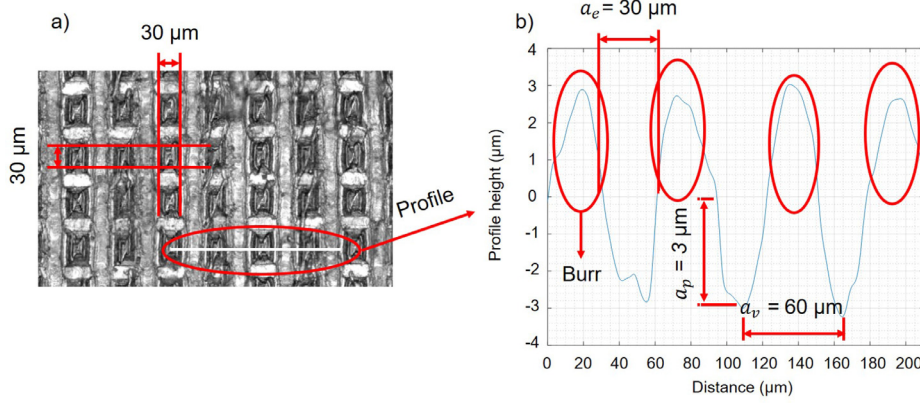 a)
30 µm
30 µm
Profile
b)
a_e = 30 µm
Profile height (µm)
4
3
2
1
0
-1
-2
-3
-4
Burr
a_p = 3 µm
a_v = 60 µm
0 20 40 60 80 100 120 140 160 180 200
Distance (µm)